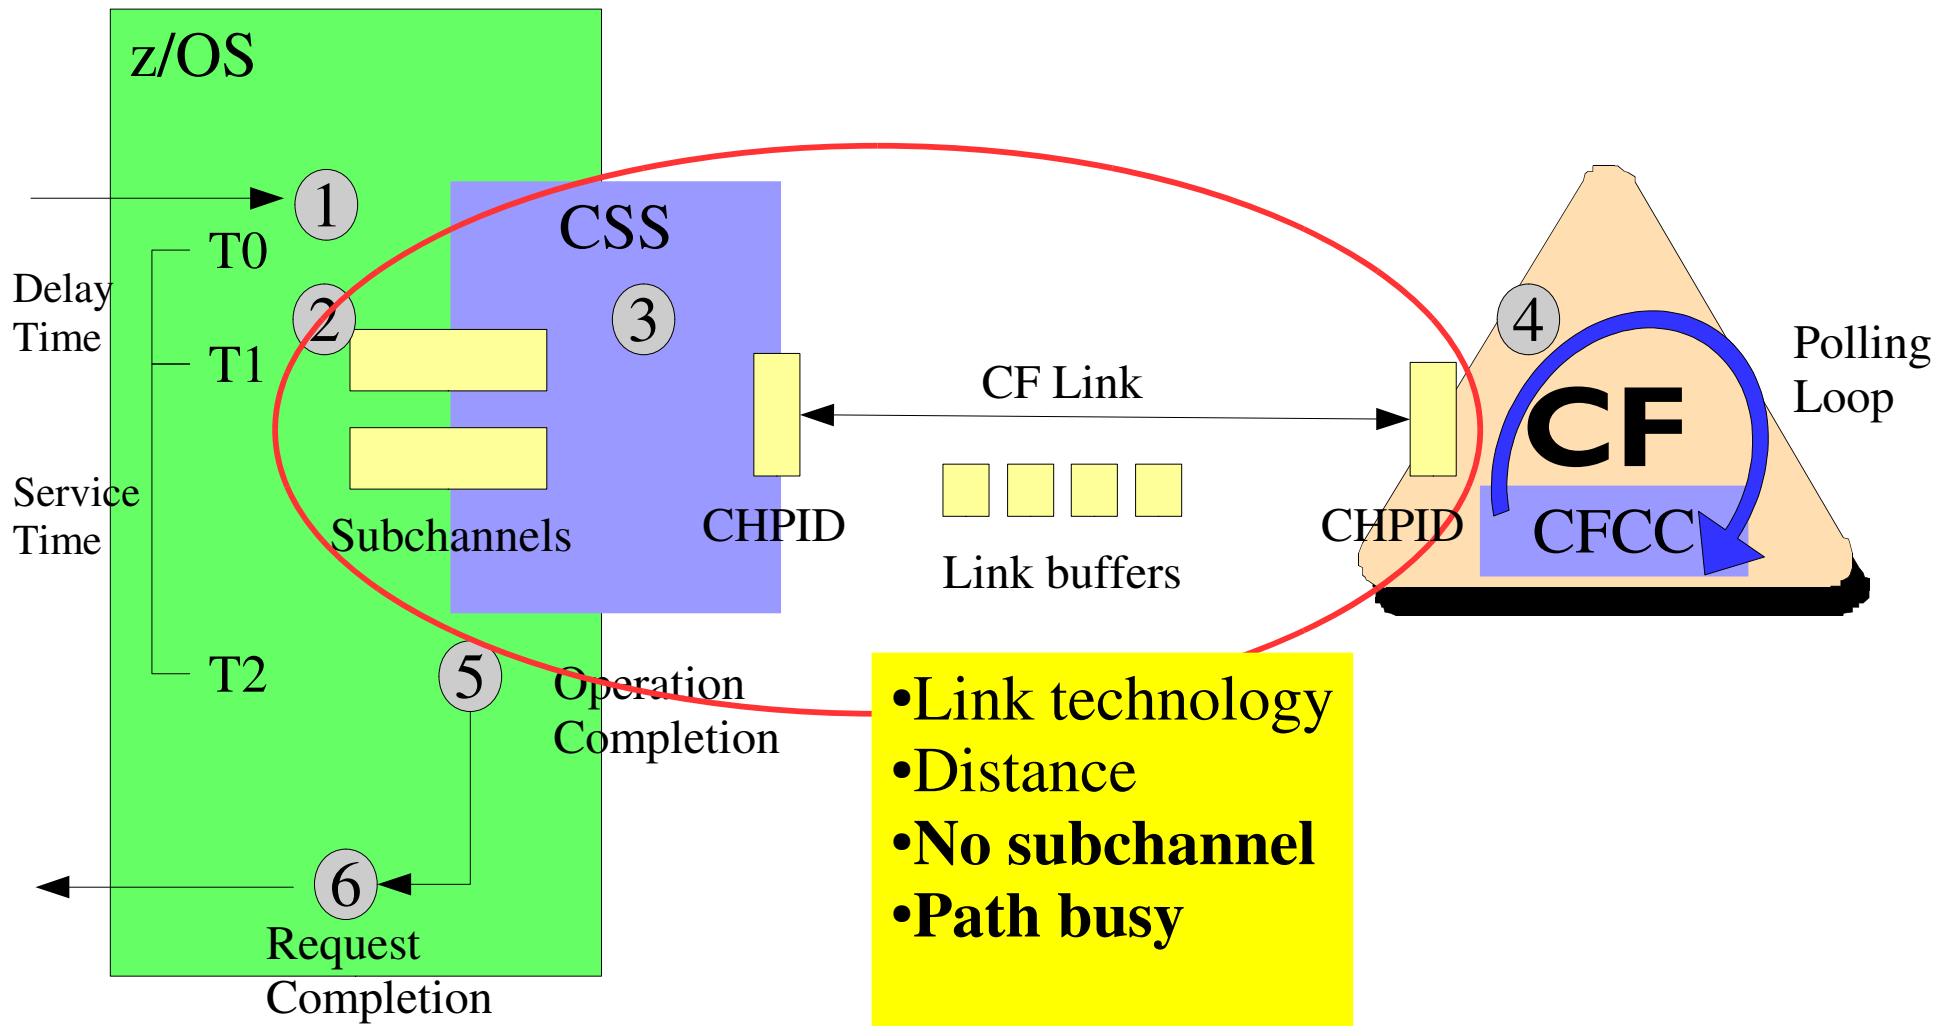 z/OS
1
CSS
T0
Delay
Time
2
3
4
T1
Polling
Loop
CF Link
CF
Service
Time
Subchannels
CHPID
CHPID
CFCC
Link buffers
T2
5
Operation
Completion
•Link technology
•Distance
•No subchannel
•Path busy
6
Request
Completion